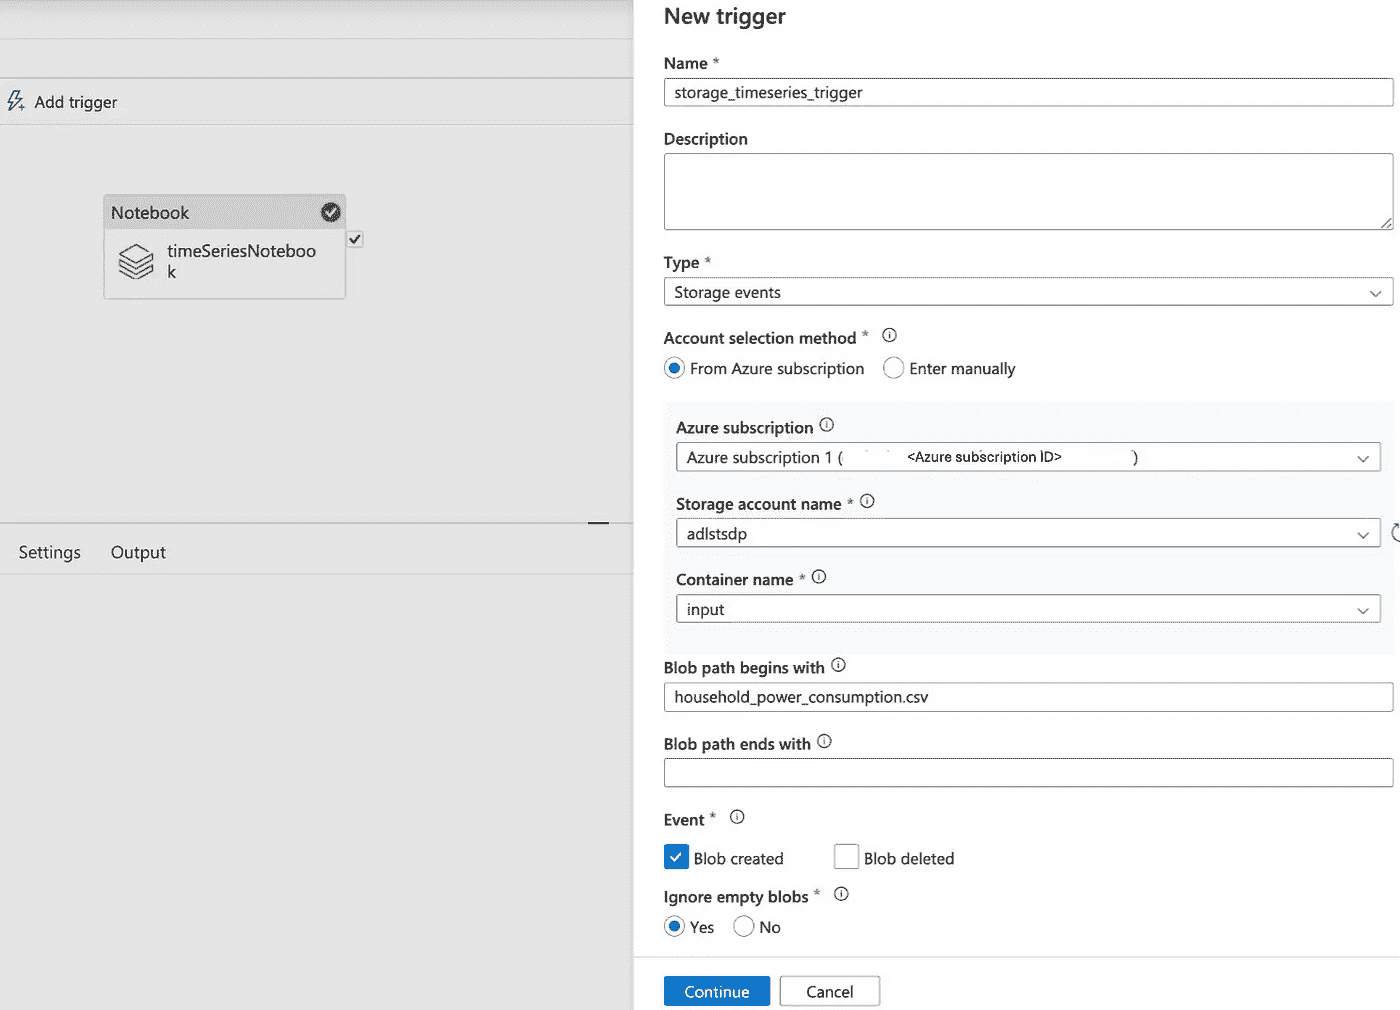 Add trigger
Notebook
timeSeriesNoteboo
k
Settings
Output
New trigger
Name *
storage_timeseries_trigger
Description
Type *
Storage events
Account selection method *
From Azure subscription
Enter manually
Azure subscription
Azure subscription 1 ( <Azure subscription ID> )
Storage account name *
adlstsdp
Container name *
input
Blob path begins with
household_power_consumption.csv
Blob path ends with
Event *
Blob created
Blob deleted
Ignore empty blobs *
Yes
No
Continue
Cancel